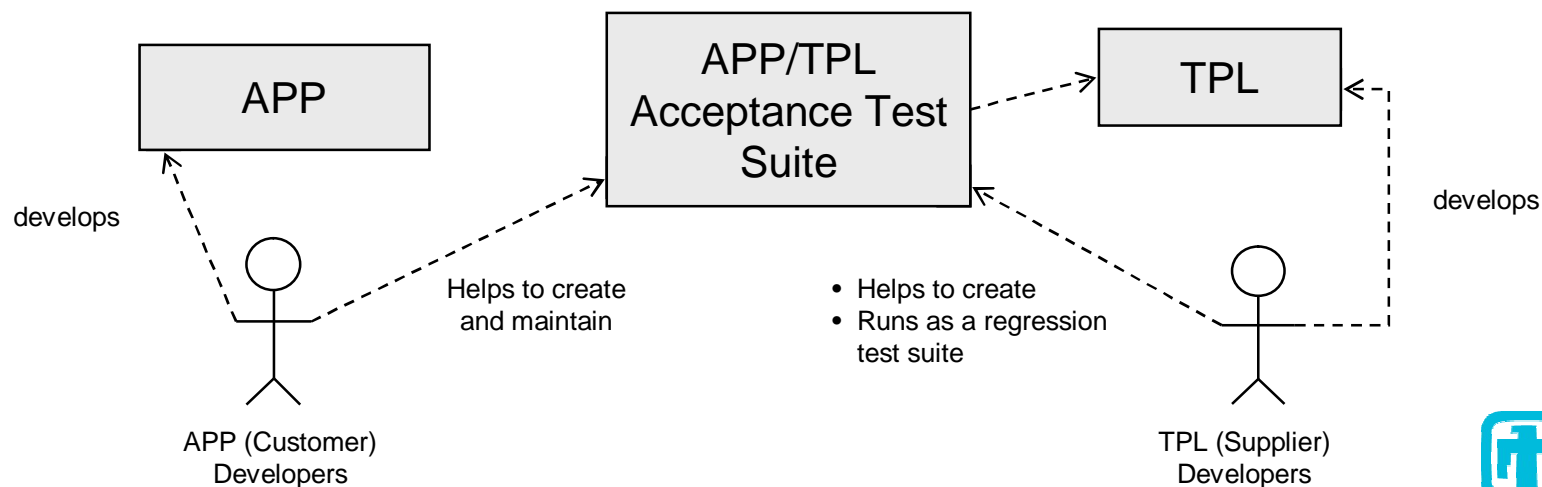 APP
APP/TPL
Acceptance Test
Suite
TPL
develops
develops
Helps to create
and maintain
• Helps to create
• Runs as a regression
test suite
APP (Customer)
Developers
TPL (Supplier)
Developers